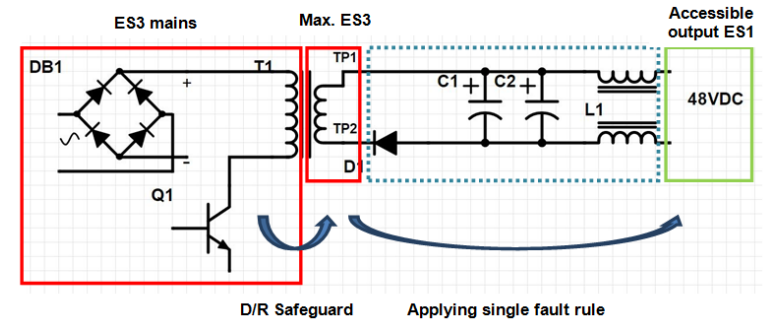 ES3 mains
Max. ES3
Accessible
output ES1
DB1
+
T1
TP1
C1
+
C2
+
48VDC
L1
TP2
-
D1
Q1
D/R Safeguard
Applying single fault rule